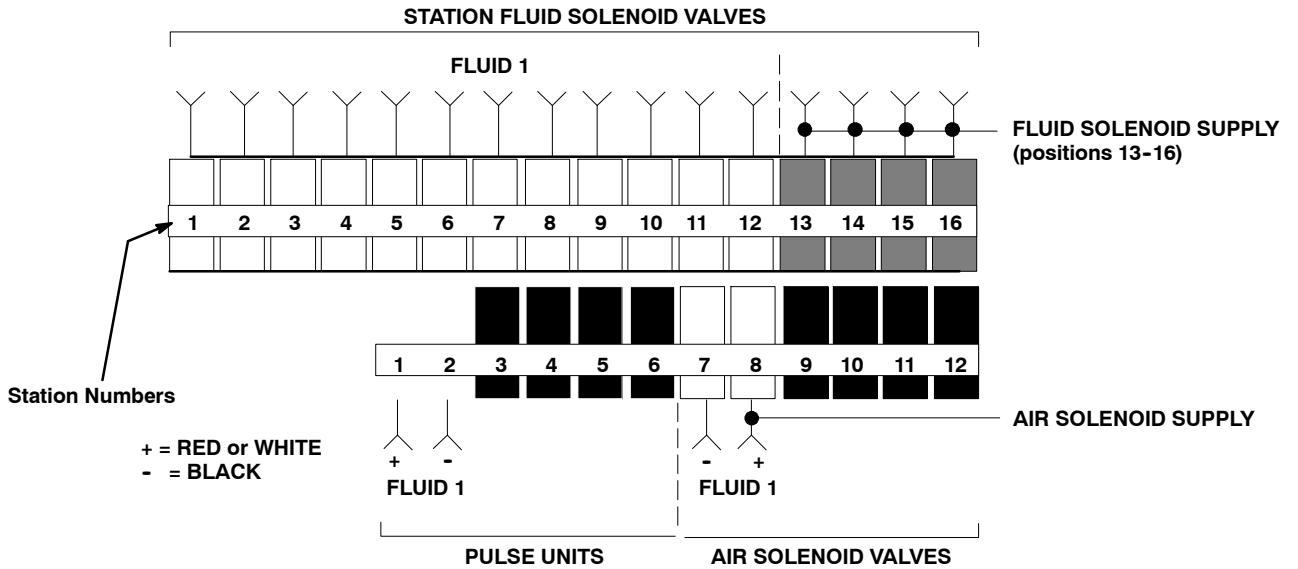 STATION FLUID SOLENOID VALVES
FLUID 1
FLUID SOLENOID SUPPLY
(positions 13-16)
1 2 3 4 5 6 7 8 9 10 11 12 13 14 15 16
1 2 3 4 5 6 7 8 9 10 11 12
Station Numbers
AIR SOLENOID SUPPLY
+ = RED or WHITE
- = BLACK
+ - - +
FLUID 1 FLUID 1
PULSE UNITS AIR SOLENOID VALVES